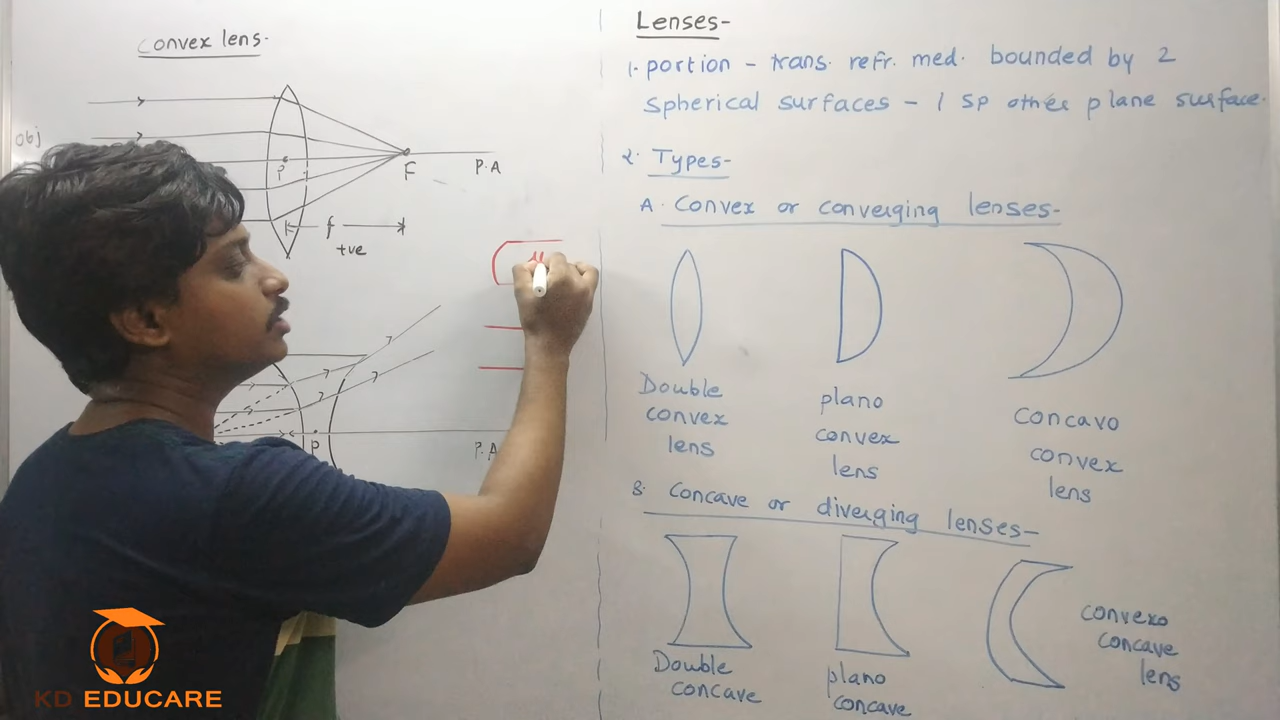 Convex lens.
Obj
P
F
P.A
f
+ve
μ
P
P.A
Lenses-
1. portion - trans. refr. med. bounded by 2
spherical surfaces - 1 sp other plane surface.
2. Types-
A. Convex or converging lenses-
Double
convex
lens
plano
convex
lens
concavo
convex
lens
B. Concave or diverging lenses-
Double
concave
plano
concave
convexo
concave
lens
KD EDUCARE